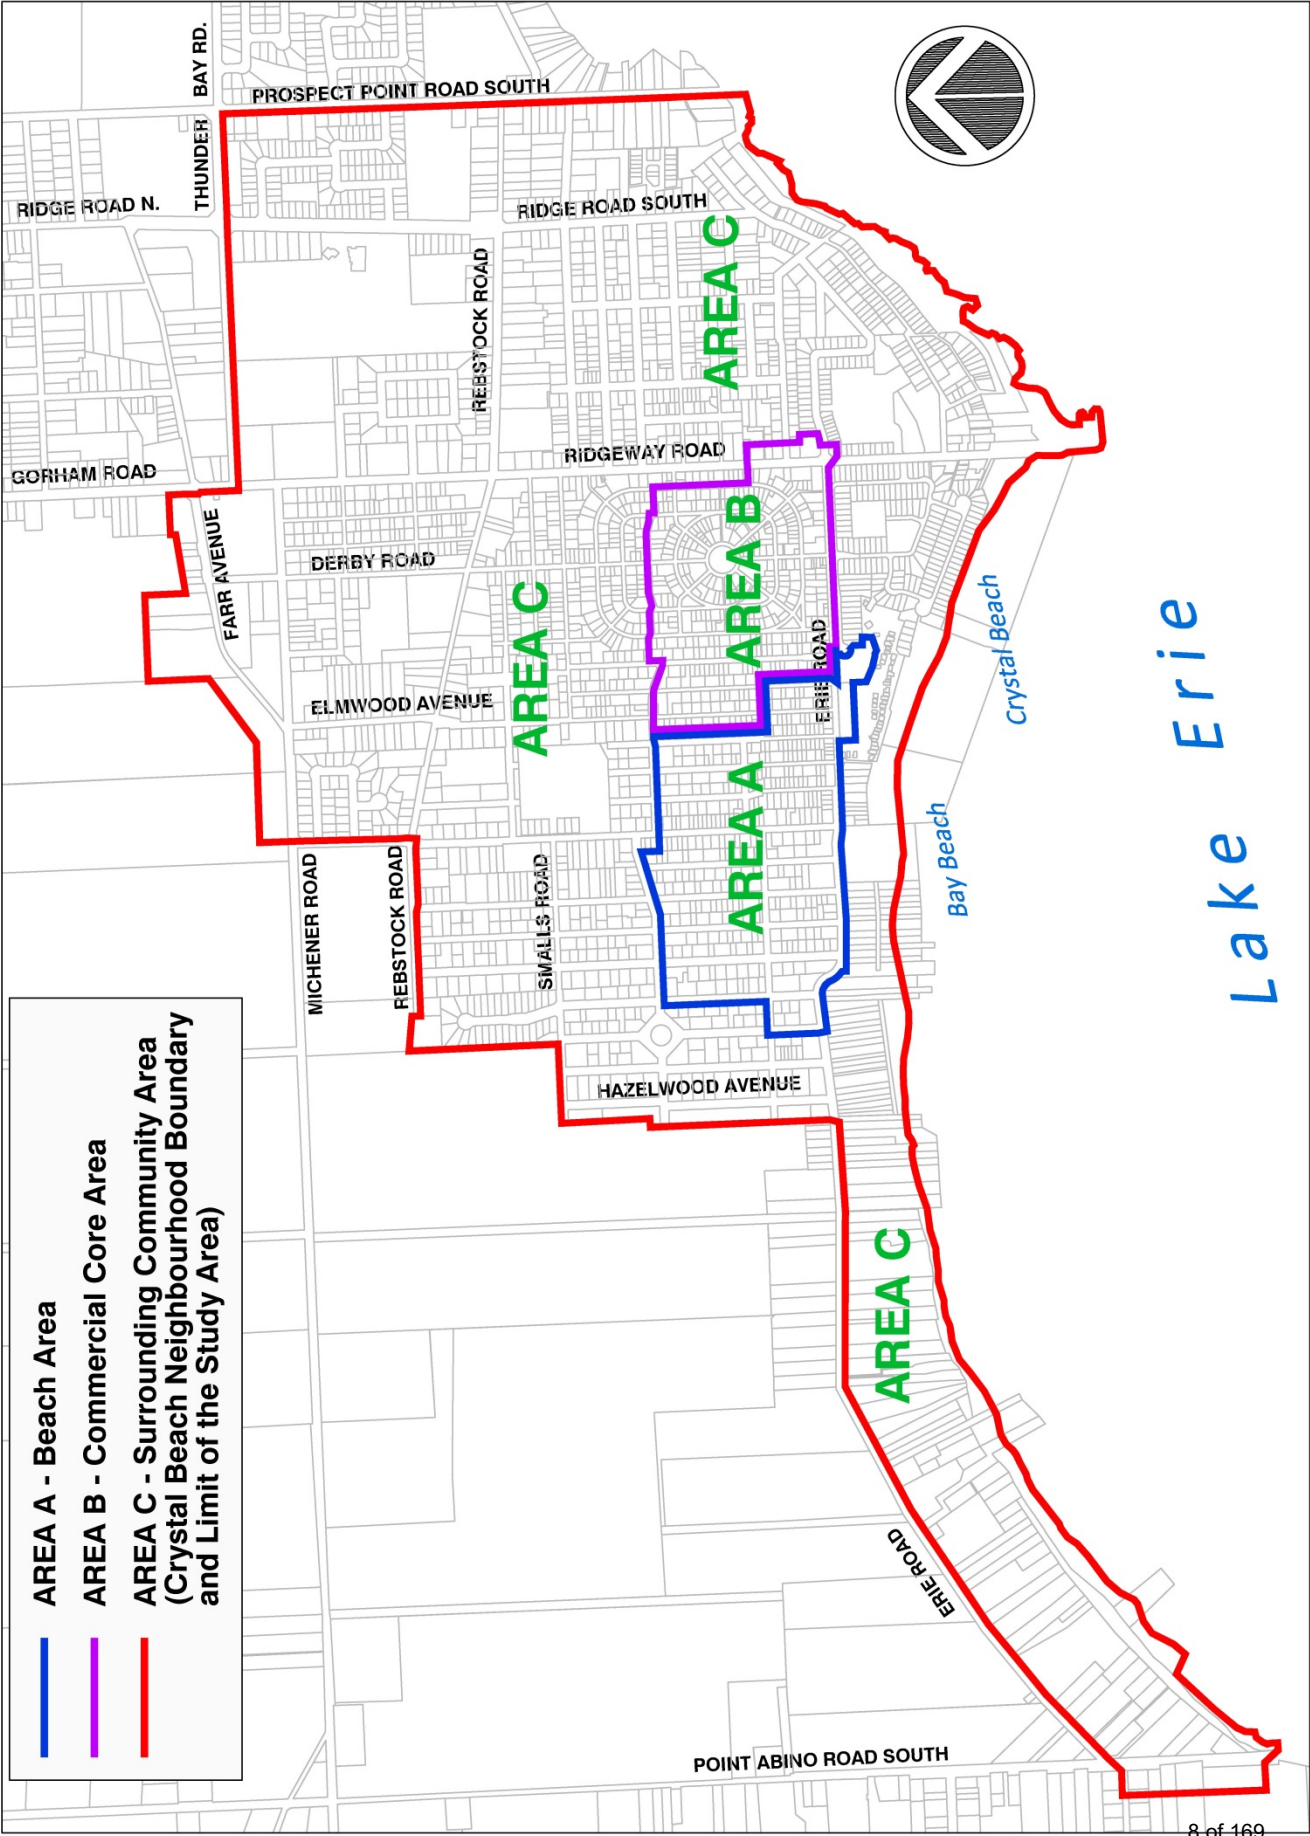 THUNDER BAY RD.
PROSPECT POINT ROAD SOUTH
RIDGE ROAD N.
RIDGE ROAD SOUTH
AREA C
REBSTOCK ROAD
RIDGEWAY ROAD
GORHAM ROAD
FARR AVENUE
DERBY ROAD
AREA B
AREA C
ELMWOOD AVENUE
ERIE ROAD
Crystal Beach
Lake Erie
AREA A
Bay Beach
MICHENER ROAD
REBSTOCK ROAD
SMALLS ROAD
HAZELWOOD AVENUE
AREA C
ERIE ROAD
POINT ABINO ROAD SOUTH
AREA A - Beach Area
AREA B - Commercial Core Area
AREA C - Surrounding Community Area
(Crystal Beach Neighbourhood Boundary
and Limit of the Study Area)
8 of 169